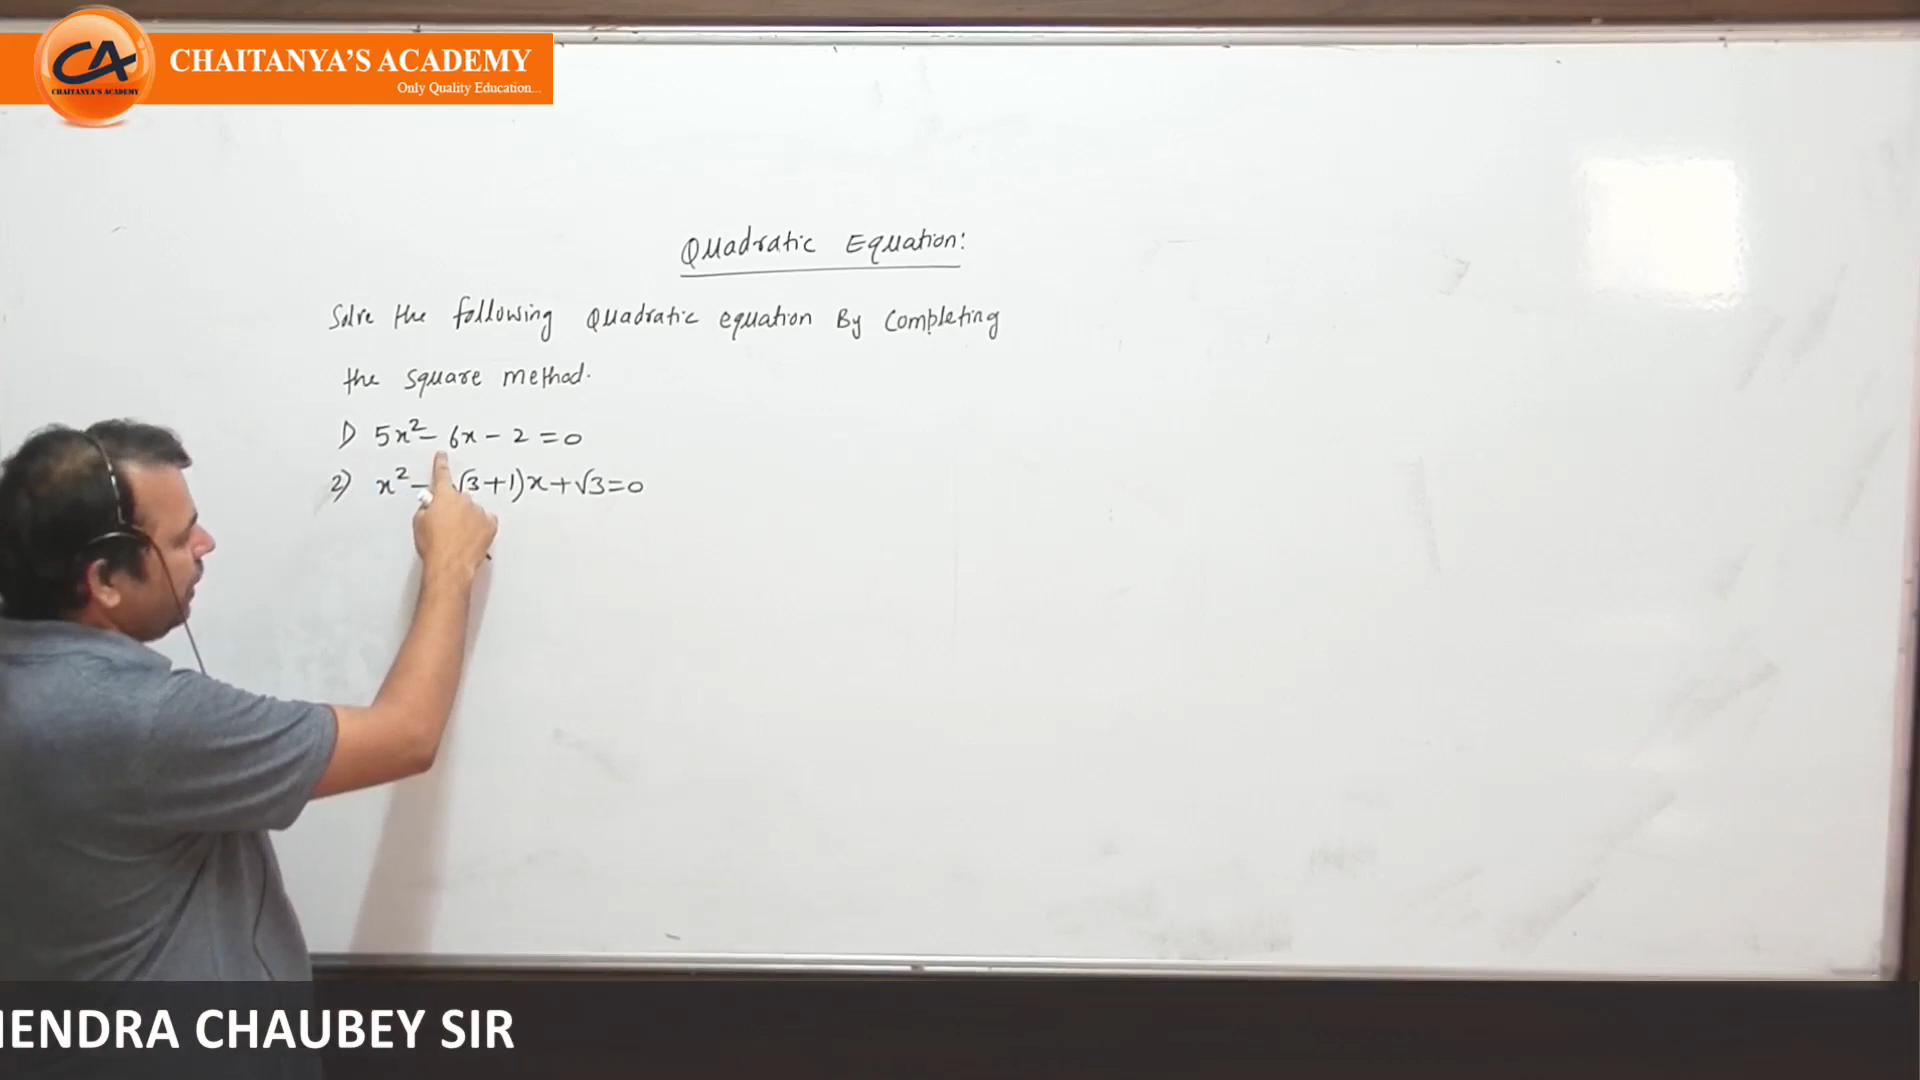 CHAITANYA'S ACADEMY
Only Quality Education...
CA
CHAITANYA'S ACADEMY
Quadratic Equation:
Solve the following Quadratic equation By Completing
the square method.
1) 5x² - 6x - 2 = 0
2) x² - √3+1)x+√3=0
CHAUBEY SIR